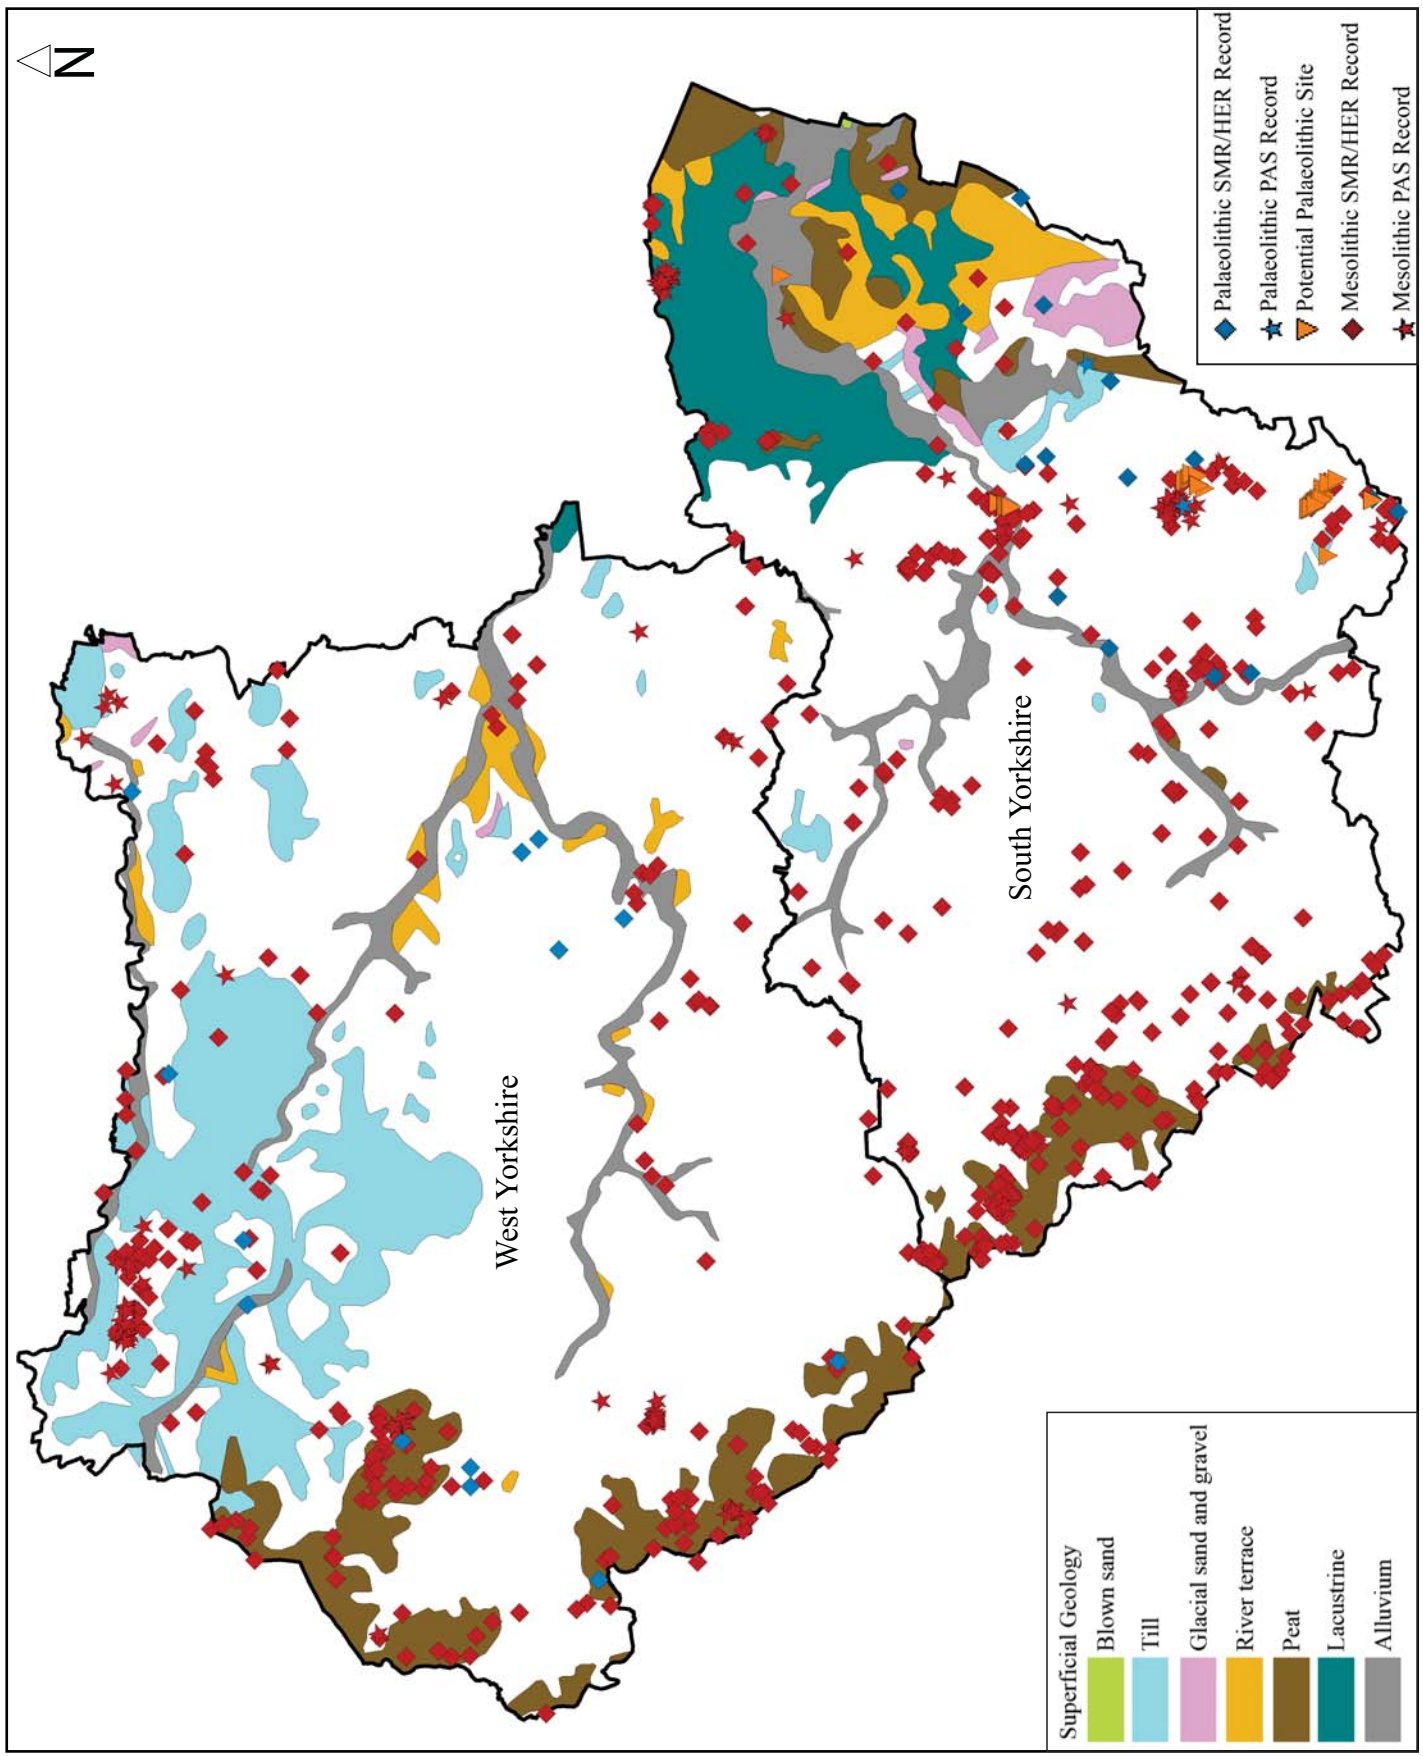 N
Palaeolithic SMR/HER Record
Palaeolithic PAS Record
Potential Palaeolithic Site
Mesolithic SMR/HER Record
Mesolithic PAS Record
West Yorkshire
South Yorkshire
Superficial Geology
Blown sand
Till
Glacial sand and gravel
River terrace
Peat
Lacustrine
Alluvium